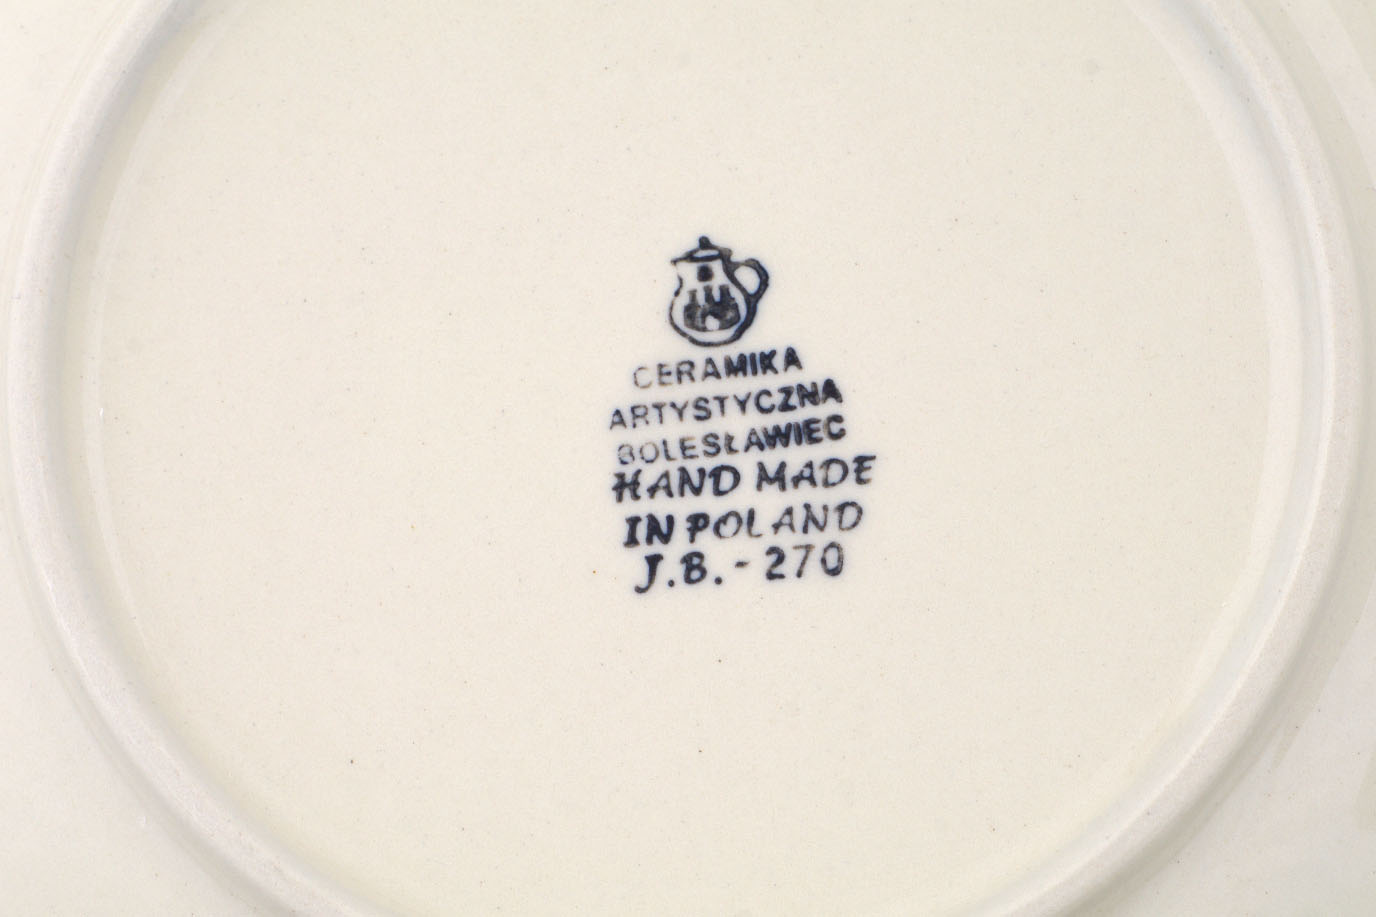 CERAMIKA
ARTYSTYCZNA
BOLESŁAWIEC
HAND MADE
IN POLAND
J.B. - 270